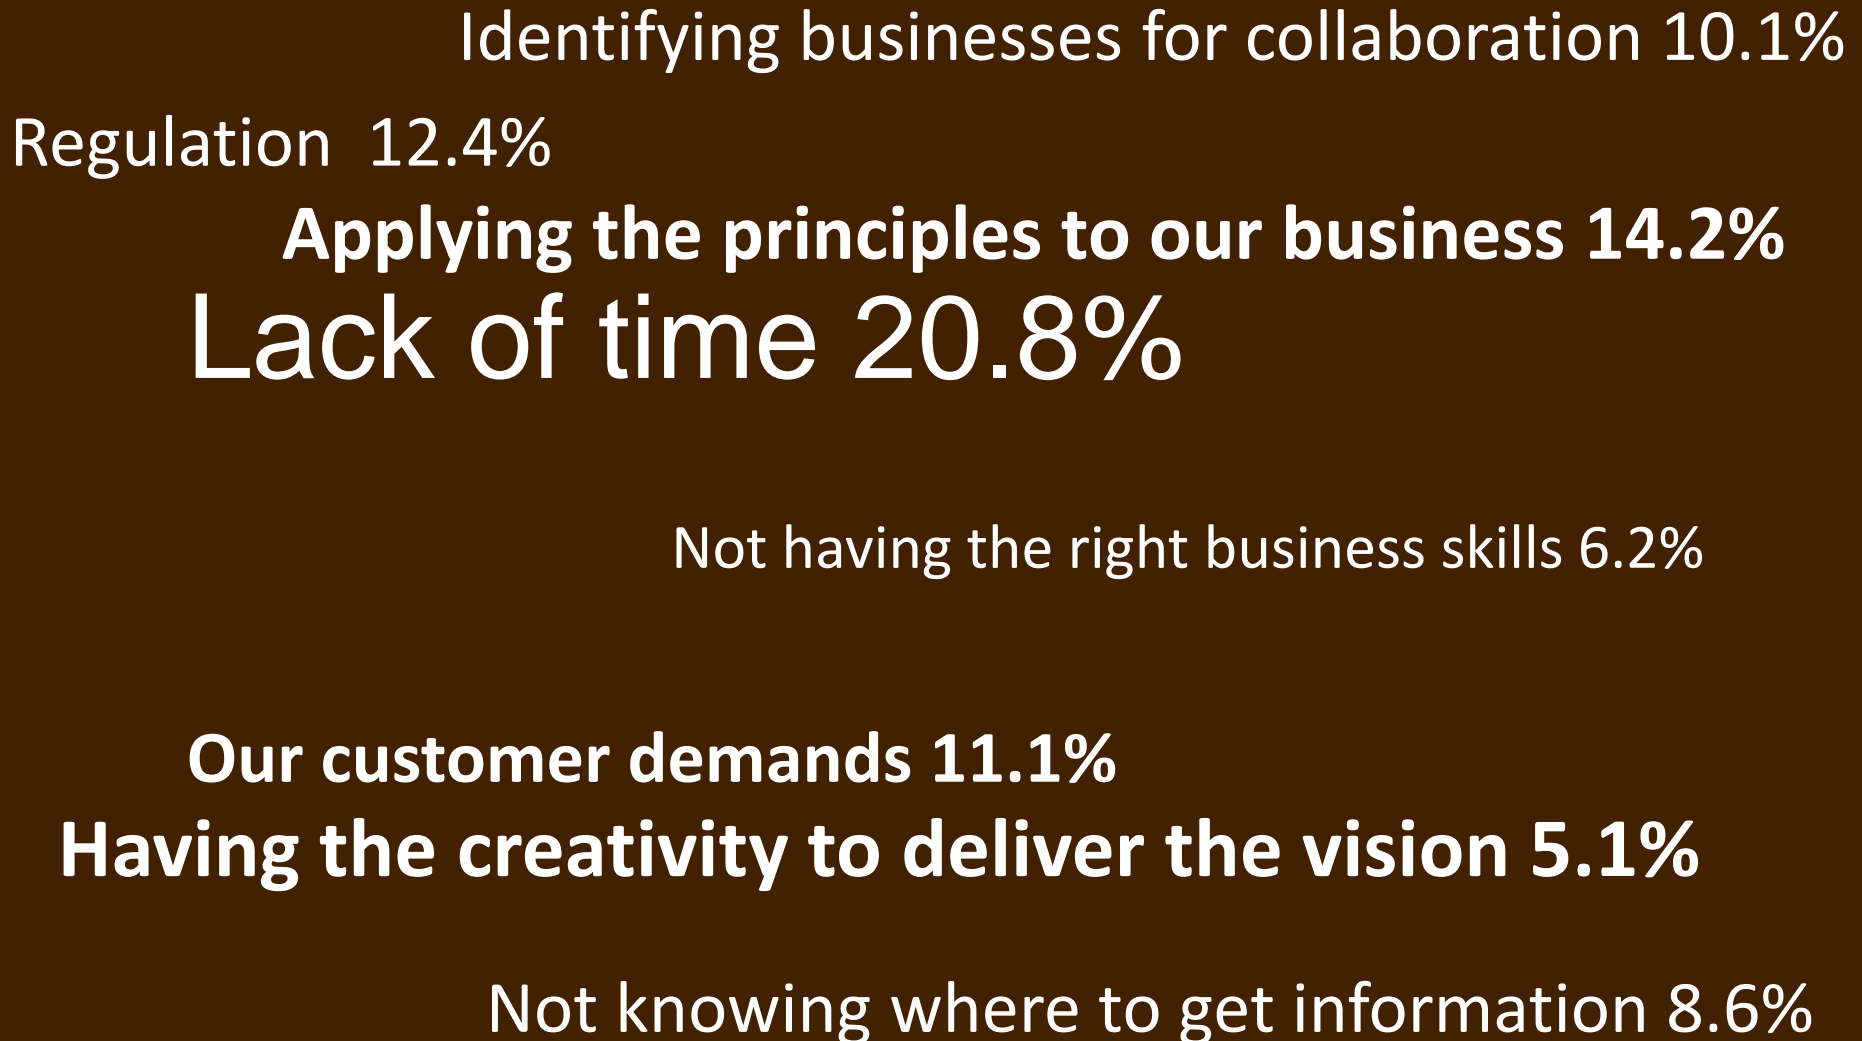 Identifying businesses for collaboration 10.1%
Regulation  12.4%
Applying the principles to our business 14.2%
Lack of time 20.8%
Not having the right business skills 6.2%
Our customer demands 11.1%
Having the creativity to deliver the vision 5.1%
Not knowing where to get information 8.6%